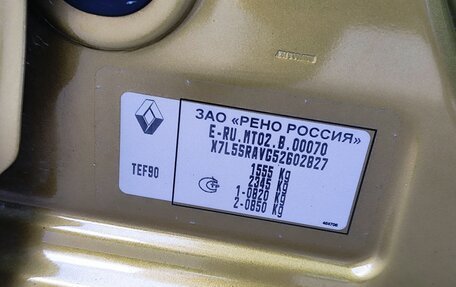 ЗАО «РЕНО РОССИЯ»
E-RU.MT02.B.00070
X7L5SRAVG52602827
TEF90
1555 Kg
2345 Kg
1-0820 Kg
2-0850 Kg